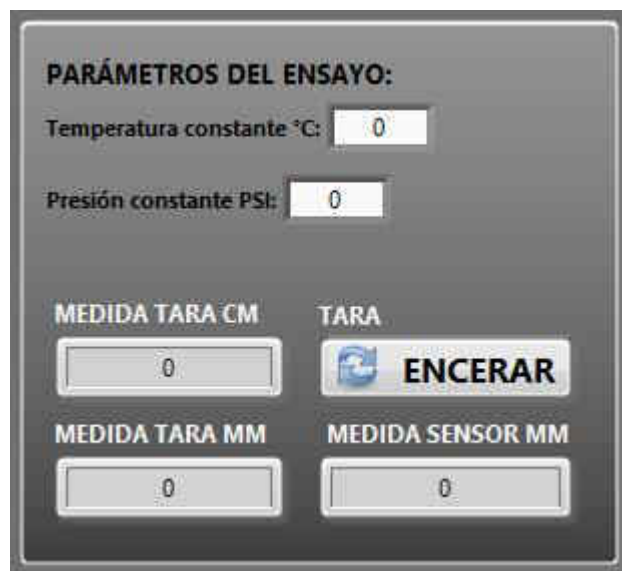 PARÁMETROS DEL ENSAYO:
Temperatura constante °C: 0
Presión constante PSI: 0
MEDIDA TARA CM TARA
0 ENCERAR
MEDIDA TARA MM MEDIDA SENSOR MM
0 0